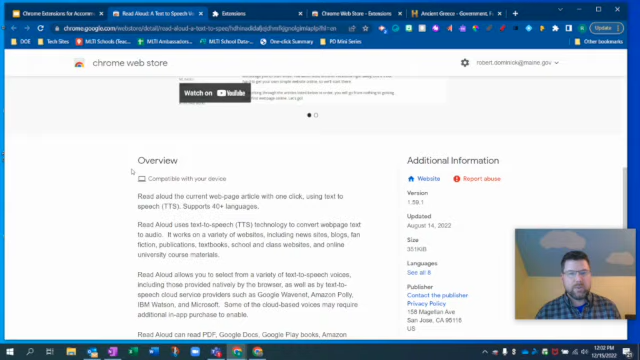 Chrome Extensions for Accomm
Read Aloud: A Text to Speech Vo
Extensions
Chrome Web Store - Extensions
Ancient Greece - Government, F
chrome.google.com/webstore/detail/read-aloud-a-text-to-spee/
Update
DOE
Tech Sites
MLTI Ambassador...
MLTI School Data-...
One-click Summary
PD Mini Series
Other bookmarks
chrome web store
robert.dominick@maine.gov
Watch on YouTube
Overview
Compatible with your device
Read aloud the current web-page article with one click, using text to
speech (TTS). Supports 40+ languages.
Read Aloud uses text-to-speech (TTS) technology to convert webpage text
to audio. It works on a variety of websites, including news sites, blogs, fan
fiction, publications, textbooks, school and class websites, and online
university course materials.
Read Aloud allows you to select from a variety of text-to-speech voices,
including those provided natively by the browser, as well as by text-to-
speech cloud service providers such as Google Wavenet, Amazon Polly,
IBM Watson, and Microsoft. Some of the cloud-based voices may require
additional in-app purchase to enable.
Read Aloud can read PDF, Google Docs, Google Play books, Amazon
Additional Information
Website
Report abuse
Version
1.59.1
Updated
August 14, 2022
Size
351KiB
Languages
See all 8
Publisher
Contact the publisher
Privacy Policy
158 Magellan Ave
San Jose, CA 95118
US
12:02 PM
12/15/2022